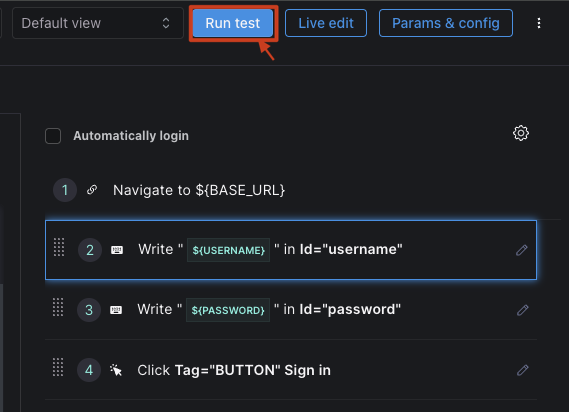 Default view
Run test
Live edit
Params & config
Automatically login
1 Navigate to ${BASE_URL}
2 Write " ${USERNAME} " in Id="username"
3 Write " ${PASSWORD} " in Id="password"
4 Click Tag="BUTTON" Sign in